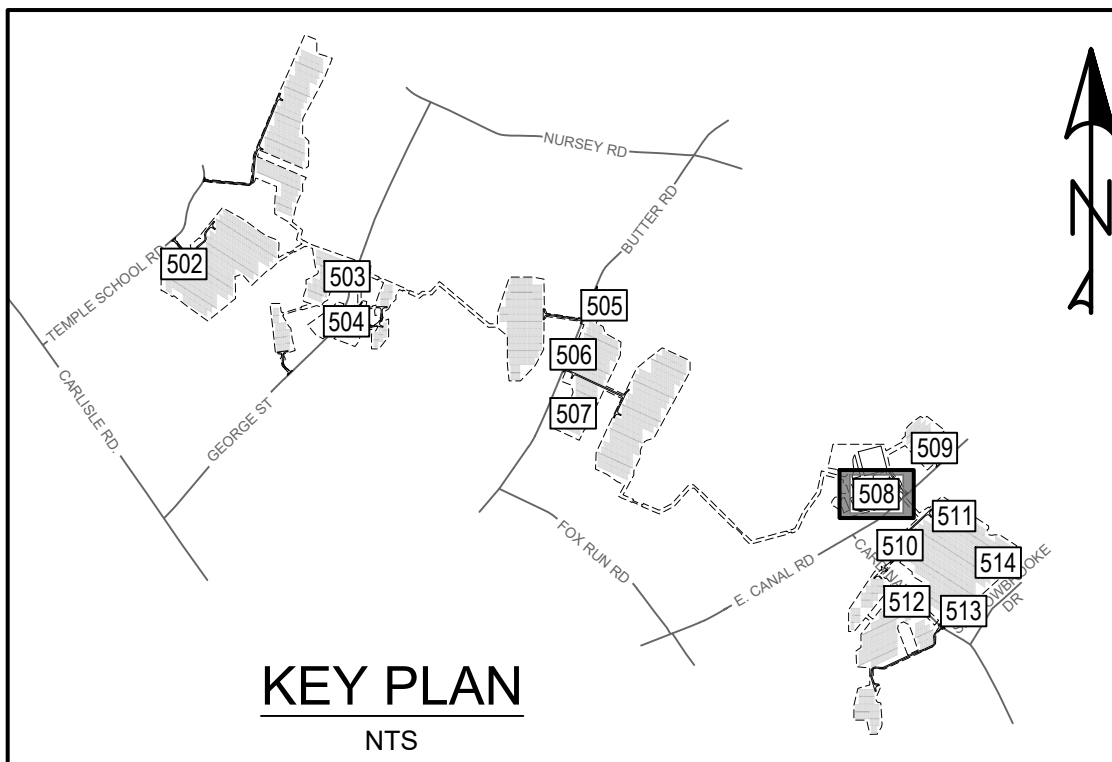 NURSEY RD
N
BUTTER RD
502
TEMPLE SCHOOL RD
503
504
505
506
CARLISLE RD.
GEORGE ST
507
509
508
511
510
514
FOX RUN RD
E. CANAL RD
512
513
DR
KEY PLAN
NTS